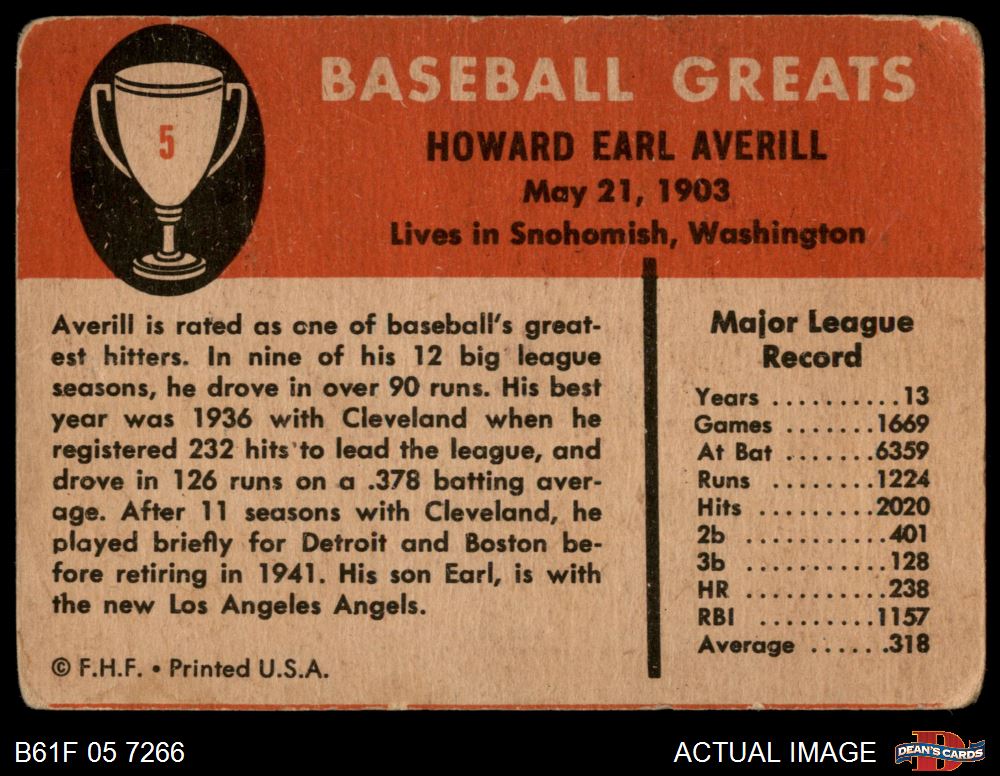 5
BASEBALL GREATS
HOWARD EARL AVERILL
May 21, 1903
Lives in Snohomish, Washington
Averill is rated as one of baseball's great-
est hitters. In nine of his 12 big league
seasons, he drove in over 90 runs. His best
year was 1936 with Cleveland when he
registered 232 hits to lead the league, and
drove in 126 runs on a .378 batting aver-
age. After 11 seasons with Cleveland, he
played briefly for Detroit and Boston be-
fore retiring in 1941. His son Earl, is with
the new Los Angeles Angels.
© F.H.F. • Printed U.S.A.
Major League
Record
Years ..........13
Games .......1669
At Bat .......6359
Runs ........1224
Hits .........2020
2b ...........401
3b ...........128
HR ...........238
RBI .........1157
Average ......318
B61F 05 7266
ACTUAL IMAGE
D
DEAN'S CARDS